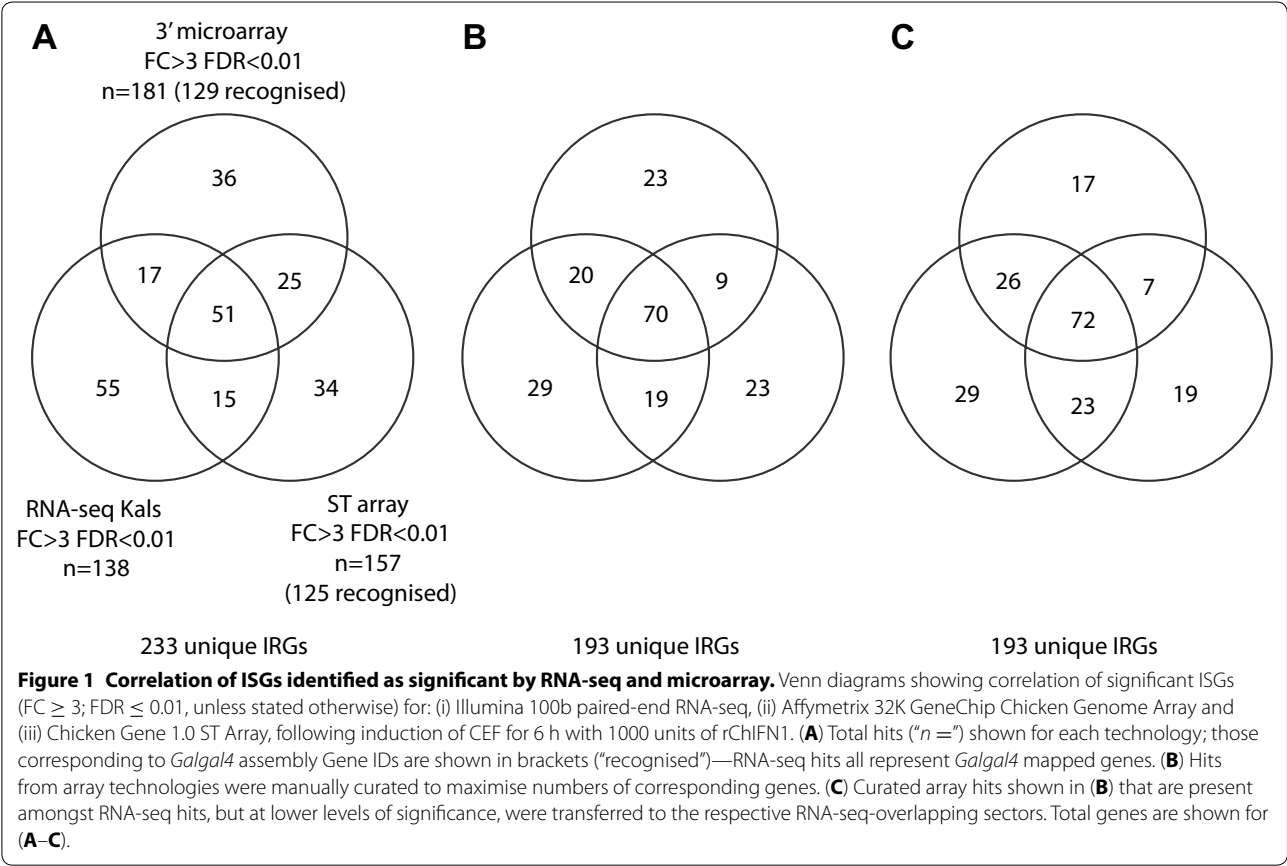 A
3’ microarray
FC>3 FDR<0.01
n=181 (129 recognised)
36
17
25
51
55
15
34
RNA-seq Kals
FC>3 FDR<0.01
n=138
ST array
FC>3 FDR<0.01
n=157
(125 recognised)
233 unique IRGs
B
23
20
9
70
29
19
23
193 unique IRGs
C
17
26
7
72
29
23
19
193 unique IRGs
Figure 1 Correlation of ISGs identified as significant by RNA-seq and microarray. Venn diagrams showing correlation of significant ISGs
(FC ≥ 3; FDR ≤ 0.01, unless stated otherwise) for: (i) Illumina 100b paired-end RNA-seq, (ii) Affymetrix 32K GeneChip Chicken Genome Array and
(iii) Chicken Gene 1.0 ST Array, following induction of CEF for 6 h with 1000 units of rChIFN1. (A) Total hits (“n =”) shown for each technology; those
corresponding to Galgal4 assembly Gene IDs are shown in brackets (“recognised”)—RNA-seq hits all represent Galgal4 mapped genes. (B) Hits
from array technologies were manually curated to maximise numbers of corresponding genes. (C) Curated array hits shown in (B) that are present
amongst RNA-seq hits, but at lower levels of significance, were transferred to the respective RNA-seq-overlapping sectors. Total genes are shown for
(A–C).